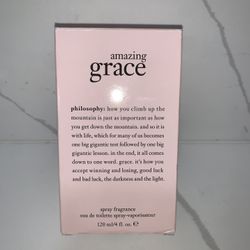 amazing
grace
philosophy: how you climb up the
mountain is just as important as how
you get down the mountain. and so it is
with life, which for many of us becomes
one big gigantic test followed by one big
gigantic lesson. in the end, it all comes
down to one word. grace. it's how you
accept winning and losing, good luck
and bad luck, the darkness and the light.
spray fragrance
eau de toilette spray-vaporisateur
120 ml/4 fl. oz. e